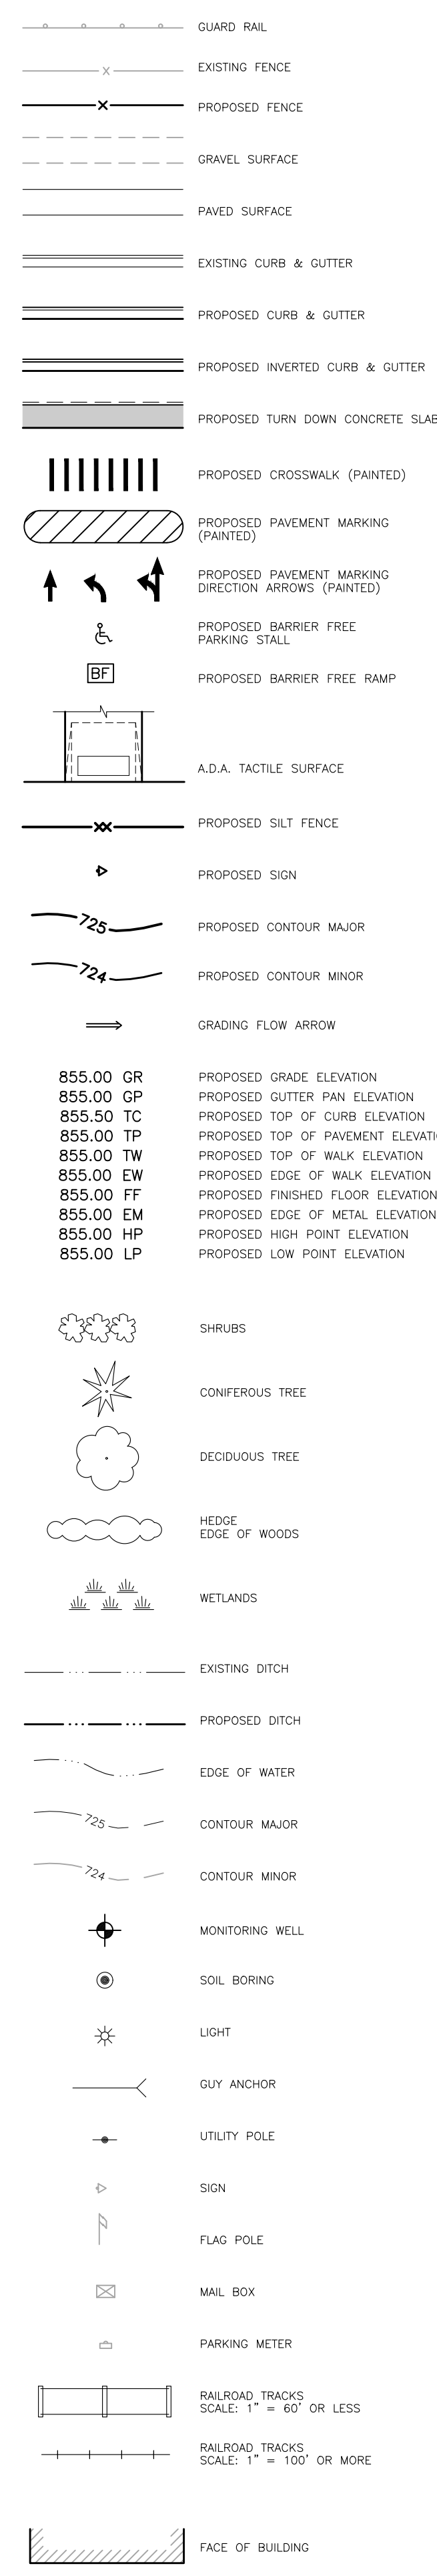 GUARD RAIL
EXISTING FENCE
PROPOSED FENCE
GRAVEL SURFACE
PAVED SURFACE
EXISTING CURB & GUTTER
PROPOSED CURB & GUTTER
PROPOSED INVERTED CURB & GUTTER
PROPOSED TURN DOWN CONCRETE SLAB
PROPOSED CROSSWALK (PAINTED)
PROPOSED PAVEMENT MARKING
(PAINTED)
PROPOSED PAVEMENT MARKING
DIRECTION ARROWS (PAINTED)
PROPOSED BARRIER FREE
PARKING STALL
BF PROPOSED BARRIER FREE RAMP
A.D.A. TACTILE SURFACE
PROPOSED SILT FENCE
PROPOSED SIGN
725 PROPOSED CONTOUR MAJOR
724 PROPOSED CONTOUR MINOR
GRADING FLOW ARROW
855.00 GR PROPOSED GRADE ELEVATION
855.00 GP PROPOSED GUTTER PAN ELEVATION
855.50 TC PROPOSED TOP OF CURB ELEVATION
855.00 TP PROPOSED TOP OF PAVEMENT ELEVATI
855.00 TW PROPOSED TOP OF WALK ELEVATION
855.00 EW PROPOSED EDGE OF WALK ELEVATION
855.00 FF PROPOSED FINISHED FLOOR ELEVATION
855.00 EM PROPOSED EDGE OF METAL ELEVATION
855.00 HP PROPOSED HIGH POINT ELEVATION
855.00 LP PROPOSED LOW POINT ELEVATION
SHRUBS
CONIFEROUS TREE
DECIDUOUS TREE
HEDGE
EDGE OF WOODS
WETLANDS
EXISTING DITCH
PROPOSED DITCH
EDGE OF WATER
725 CONTOUR MAJOR
724 CONTOUR MINOR
MONITORING WELL
SOIL BORING
LIGHT
GUY ANCHOR
UTILITY POLE
SIGN
FLAG POLE
MAIL BOX
PARKING METER
RAILROAD TRACKS
SCALE: 1" = 60' OR LESS
RAILROAD TRACKS
SCALE: 1" = 100' OR MORE
FACE OF BUILDING